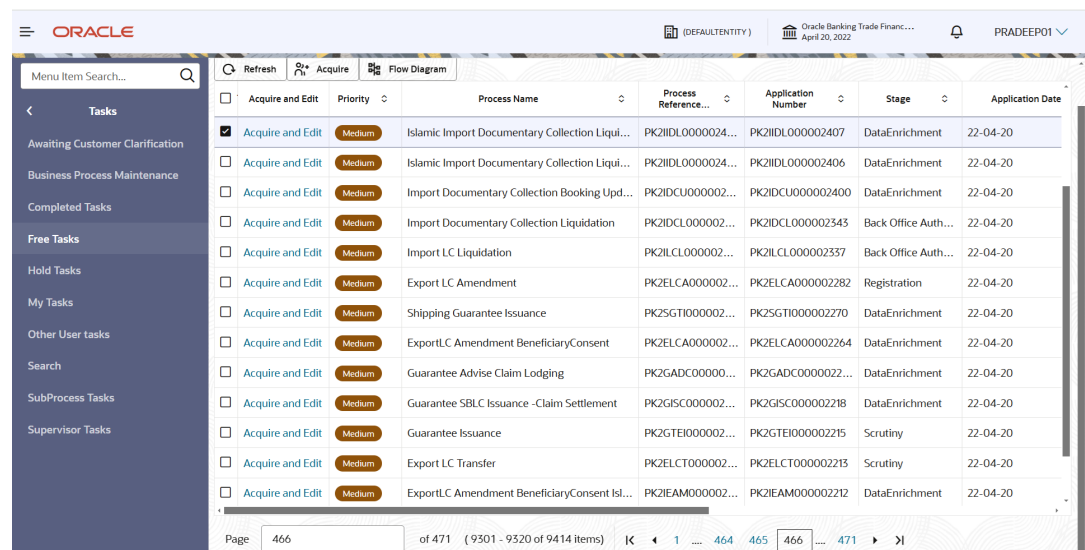 ORACLE
(DEFAULTENTITY)
Oracle Banking Trade Financ...
April 20, 2022
PRADEEP01
Menu Item Search...
Tasks
Awaiting Customer Clarification
Business Process Maintenance
Completed Tasks
Free Tasks
Hold Tasks
My Tasks
Other User tasks
Search
SubProcess Tasks
Supervisor Tasks
Refresh Acquire Flow Diagram
Acquire and Edit Priority Process Name Process Reference... Application Number Stage Application Date
Acquire and Edit Medium Islamic Import Documentary Collection Liqui... PK2IIDL0000024... PK2IIDL000002407 DataEnrichment 22-04-20
Acquire and Edit Medium Islamic Import Documentary Collection Liqui... PK2IIDL0000024... PK2IIDL000002406 DataEnrichment 22-04-20
Acquire and Edit Medium Import Documentary Collection Booking Upd... PK2IDCU000002... PK2IDCU000002400 DataEnrichment 22-04-20
Acquire and Edit Medium Import Documentary Collection Liquidation PK2IDCL000002... PK2IDCL000002343 Back Office Auth... 22-04-20
Acquire and Edit Medium Import LC Liquidation PK2ILCL000002... PK2ILCL000002337 Back Office Auth... 22-04-20
Acquire and Edit Medium Export LC Amendment PK2ELCA000002... PK2ELCA000002282 Registration 22-04-20
Acquire and Edit Medium Shipping Guarantee Issuance PK2SGTI000002... PK2SGTI000002270 DataEnrichment 22-04-20
Acquire and Edit Medium ExportLC Amendment BeneficiaryConsent PK2ELCA000002... PK2ELCA000002264 DataEnrichment 22-04-20
Acquire and Edit Medium Guarantee Advise Claim Lodging PK2GADC00000... PK2GADC0000022... DataEnrichment 22-04-20
Acquire and Edit Medium Guarantee SBLC Issuance -Claim Settlement PK2GISC000002... PK2GISC000002218 DataEnrichment 22-04-20
Acquire and Edit Medium Guarantee Issuance PK2GTEI000002... PK2GTEI000002215 Scrutiny 22-04-20
Acquire and Edit Medium Export LC Transfer PK2ELCT000002... PK2ELCT000002213 Scrutiny 22-04-20
Acquire and Edit Medium ExportLC Amendment BeneficiaryConsent Isl... PK2IEAM000002... PK2IEAM000002212 DataEnrichment 22-04-20
Page 466 of 471 (9301 - 9320 of 9414 items) 1 .... 464 465 466 .... 471